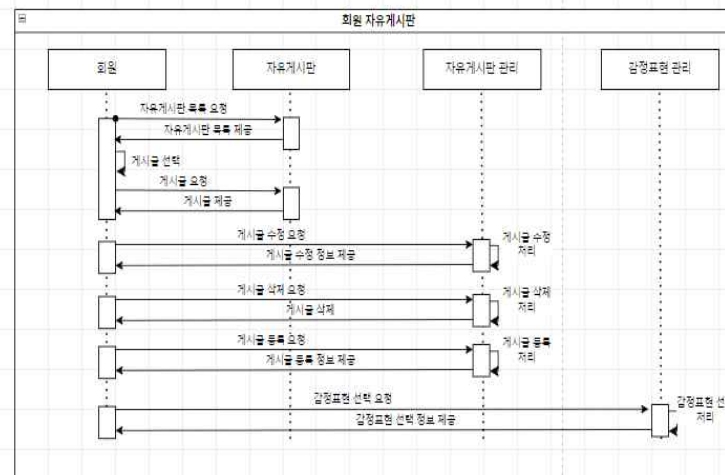 회원 자유게시판
회원
자유게시판
자유게시판 관리
감정표현 관리
자유게시판 목록 요청
자유게시판 목록 제공
게시글 선택
게시글 요청
게시글 제공
게시글 수정 요청
게시글 수정 정보 제공
게시글 수정
처리
게시글 삭제 요청
게시글 삭제
게시글 삭제
처리
게시글 등록 요청
게시글 등록 정보 제공
게시글 등록
처리
감정표현 선택 요청
감정표현 선택 정보 제공
감정표현 선
처리